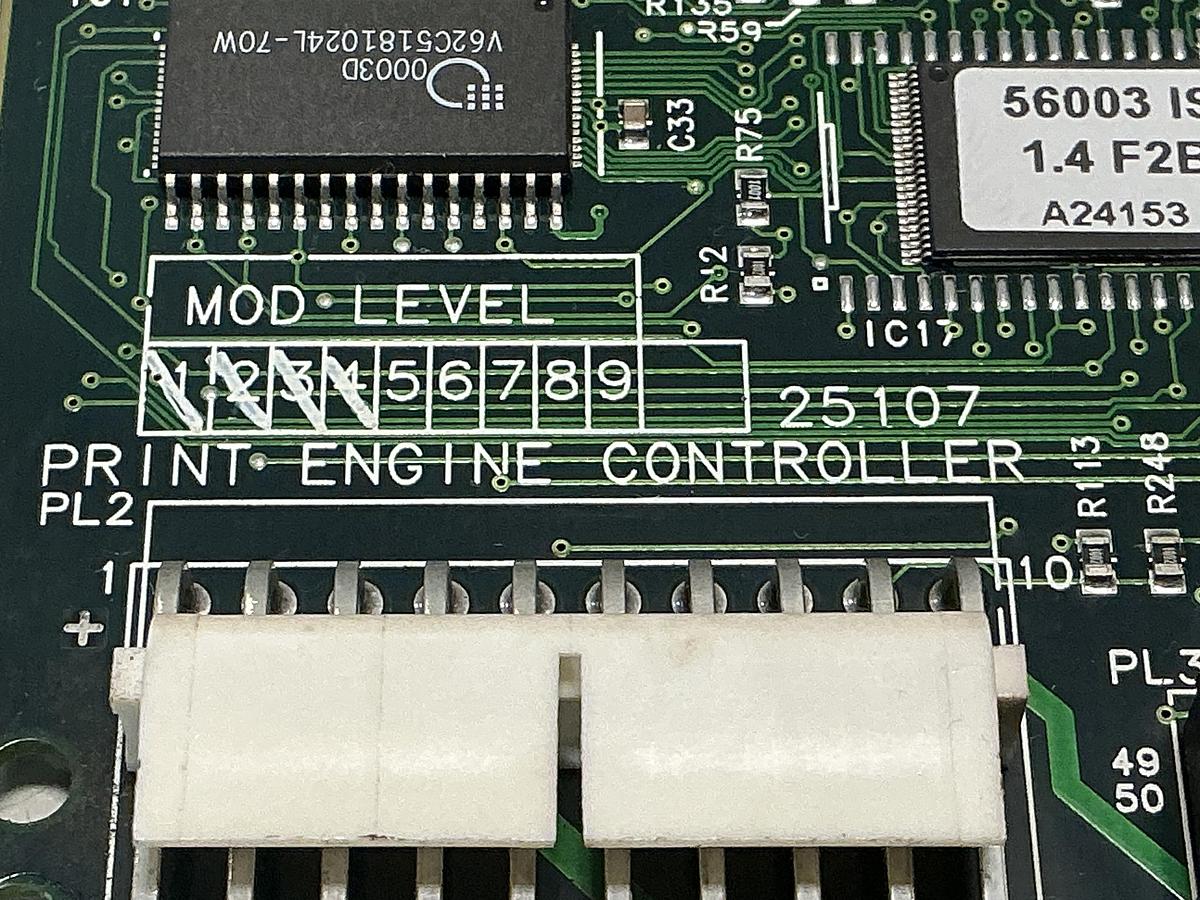 R135
R59
V62C5181024L-70W
0003D
C33
R75
1001
56003 IS
1.4 F2B
A24153
R12
MOD LEVEL
IC17
1 2 3 4 5 6 7 8 9
25107
PRINT ENGINE CONTROLLER
PL2
R113
R248
1
10
+
PL3
1
49
50